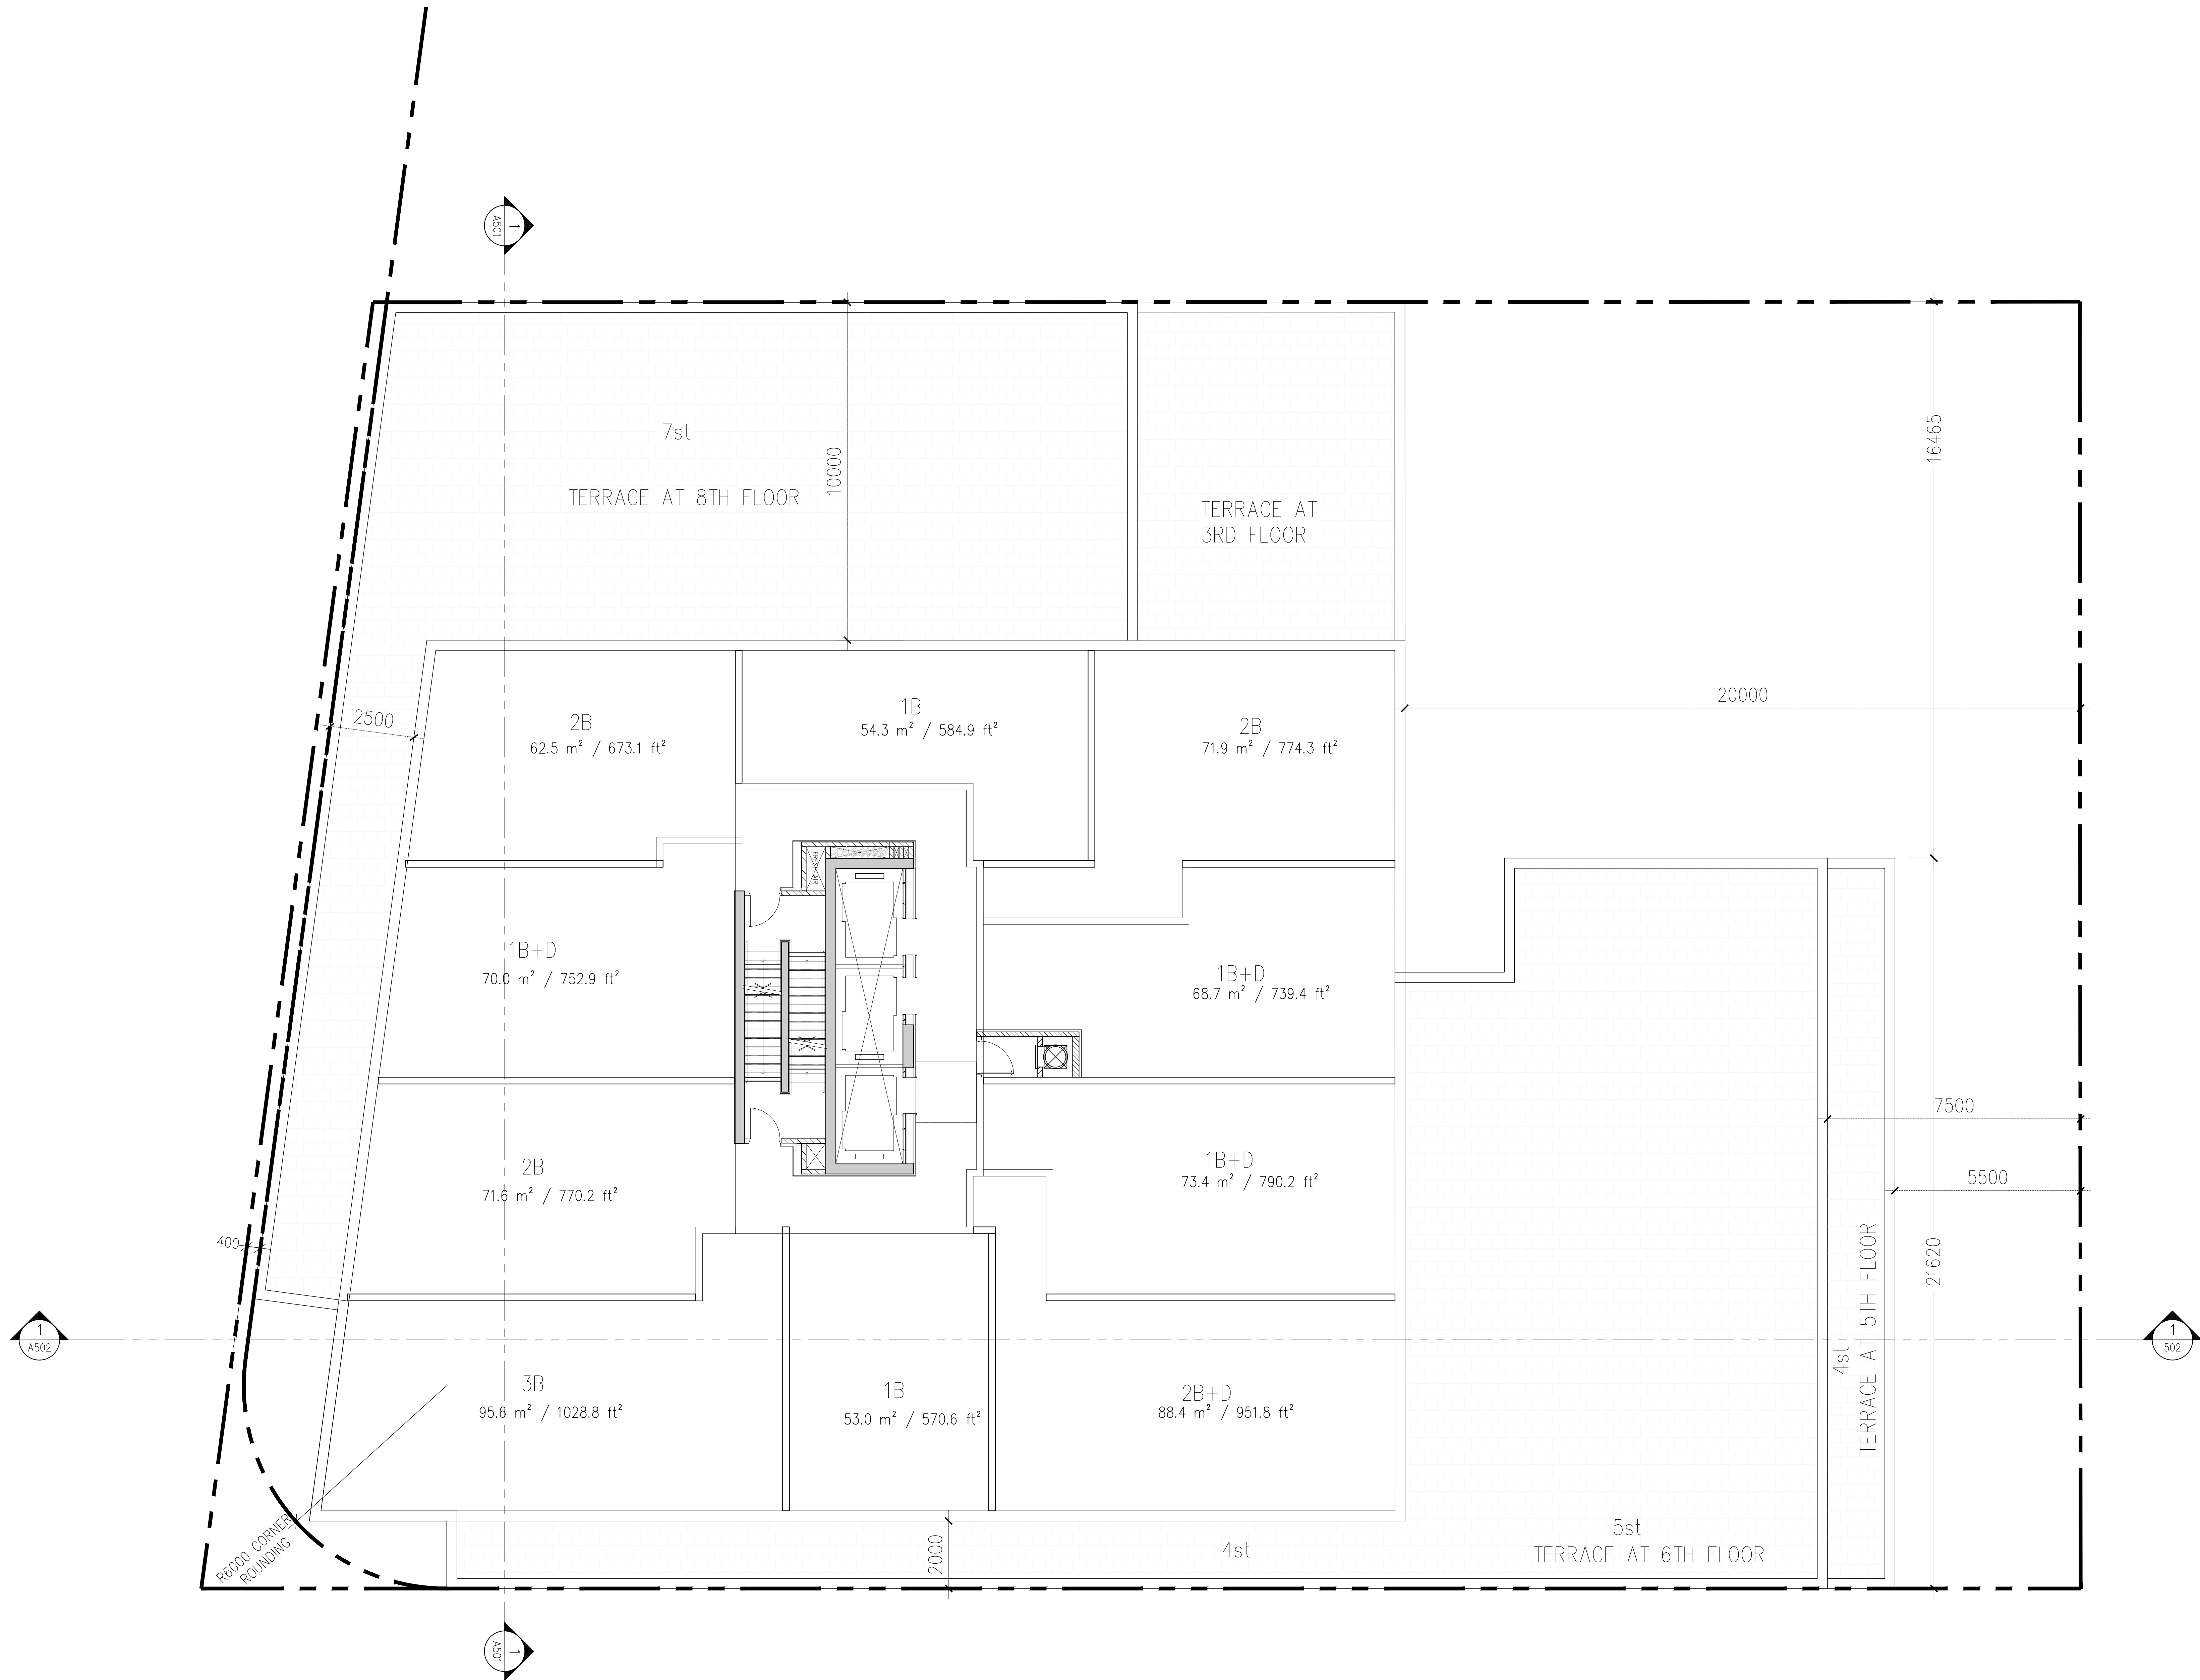 1
A501
7st
TERRACE AT 8TH FLOOR
10000
TERRACE AT
3RD FLOOR
16465
20000
2500
2B
62.5 m² / 673.1 ft²
1B
54.3 m² / 584.9 ft²
2B
71.9 m² / 774.3 ft²
FRESH AIR
1B+D
70.0 m² / 752.9 ft²
1B+D
68.7 m² / 739.4 ft²
7500
2B
71.6 m² / 770.2 ft²
1B+D
73.4 m² / 790.2 ft²
5500
400
21620
4st
TERRACE AT 5TH FLOOR
1
A502
1
502
3B
95.6 m² / 1028.8 ft²
1B
53.0 m² / 570.6 ft²
2B+D
88.4 m² / 951.8 ft²
R6000 CORNER
ROUNDING
2000
4st
5st
TERRACE AT 6TH FLOOR
1
A501